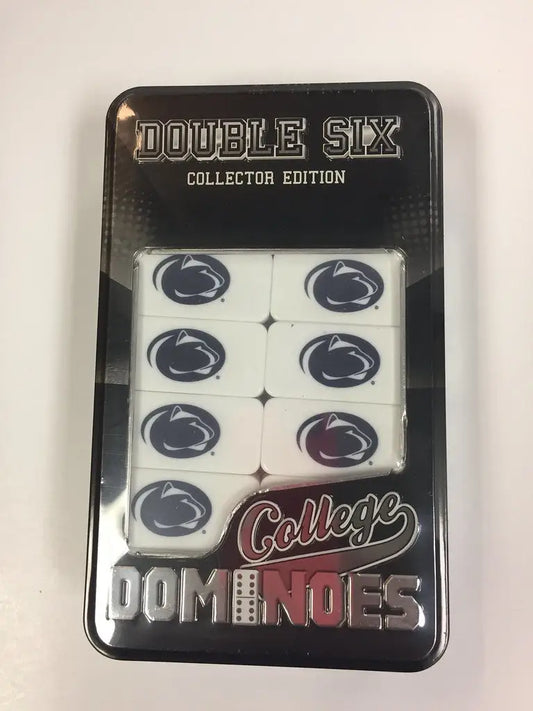 DOUBLE SIX
COLLECTOR EDITION
College
DOMINOES